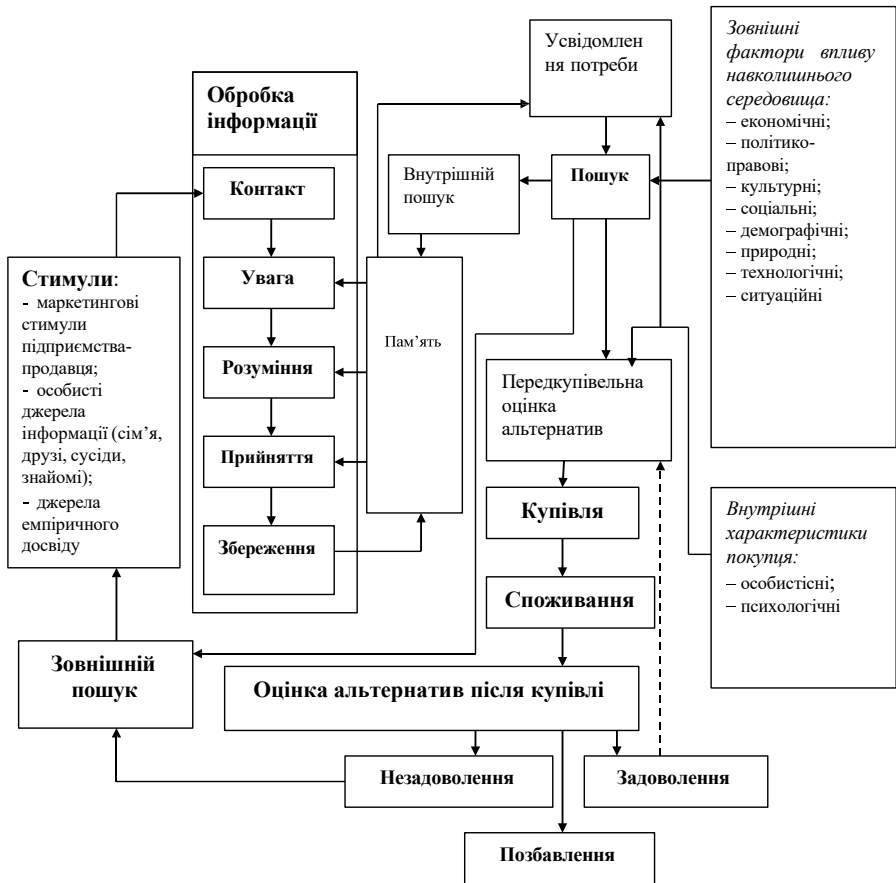 Усвідомлен
ня потреби
Зовнішні
фактори впливу
навколишнього
середовища:
– економічні;
– політико-
правові;
– культурні;
– соціальні;
– демографічні;
– природні;
– технологічні;
– ситуаційні
Обробка
інформації
Внутрішній
пошук
Пошук
Контакт
Увага
Розуміння
Прийняття
Збереження
Пам’ять
Стимули:
- маркетингові
стимули
підприємства-
продавця;
- особисті
джерела
інформації (сім’я,
друзі, сусіди,
знайомі);
- джерела
емпіричного
досвіду
Передкупівельна
оцінка
альтернатив
Купівля
Внутрішні
характеристики
покупця:
– особистісні;
– психологічні
Споживання
Зовнішній
пошук
Оцінка альтернатив після купівлі
Незадоволення
Задоволення
Позбавлення